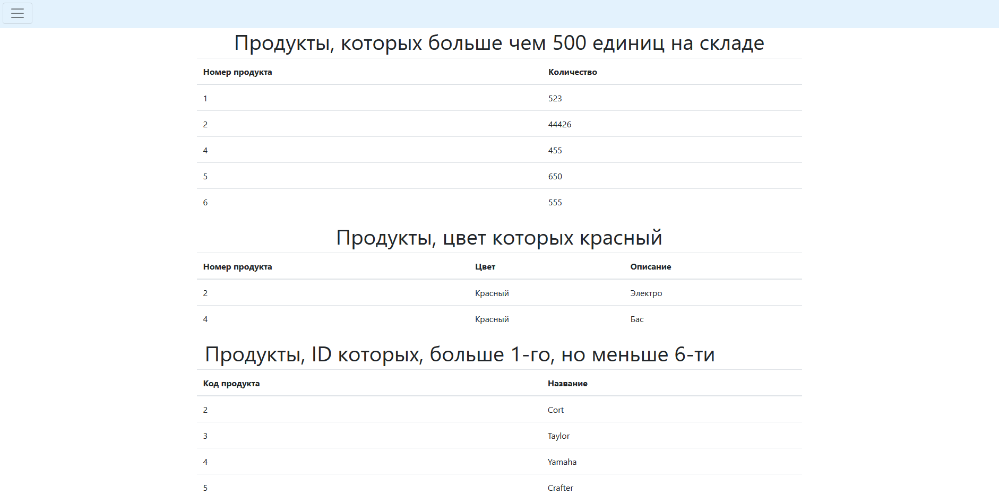 Продукты, которых больше чем 500 единиц на складе
Номер продукта Количество
1 523
2 44426
4 455
5 650
6 555
Продукты, цвет которых красный
Номер продукта Цвет Описание
2 Красный Электро
4 Красный Бас
Продукты, ID которых, больше 1-го, но меньше 6-ти
Код продукта Название
2 Cort
3 Taylor
4 Yamaha
5 Crafter